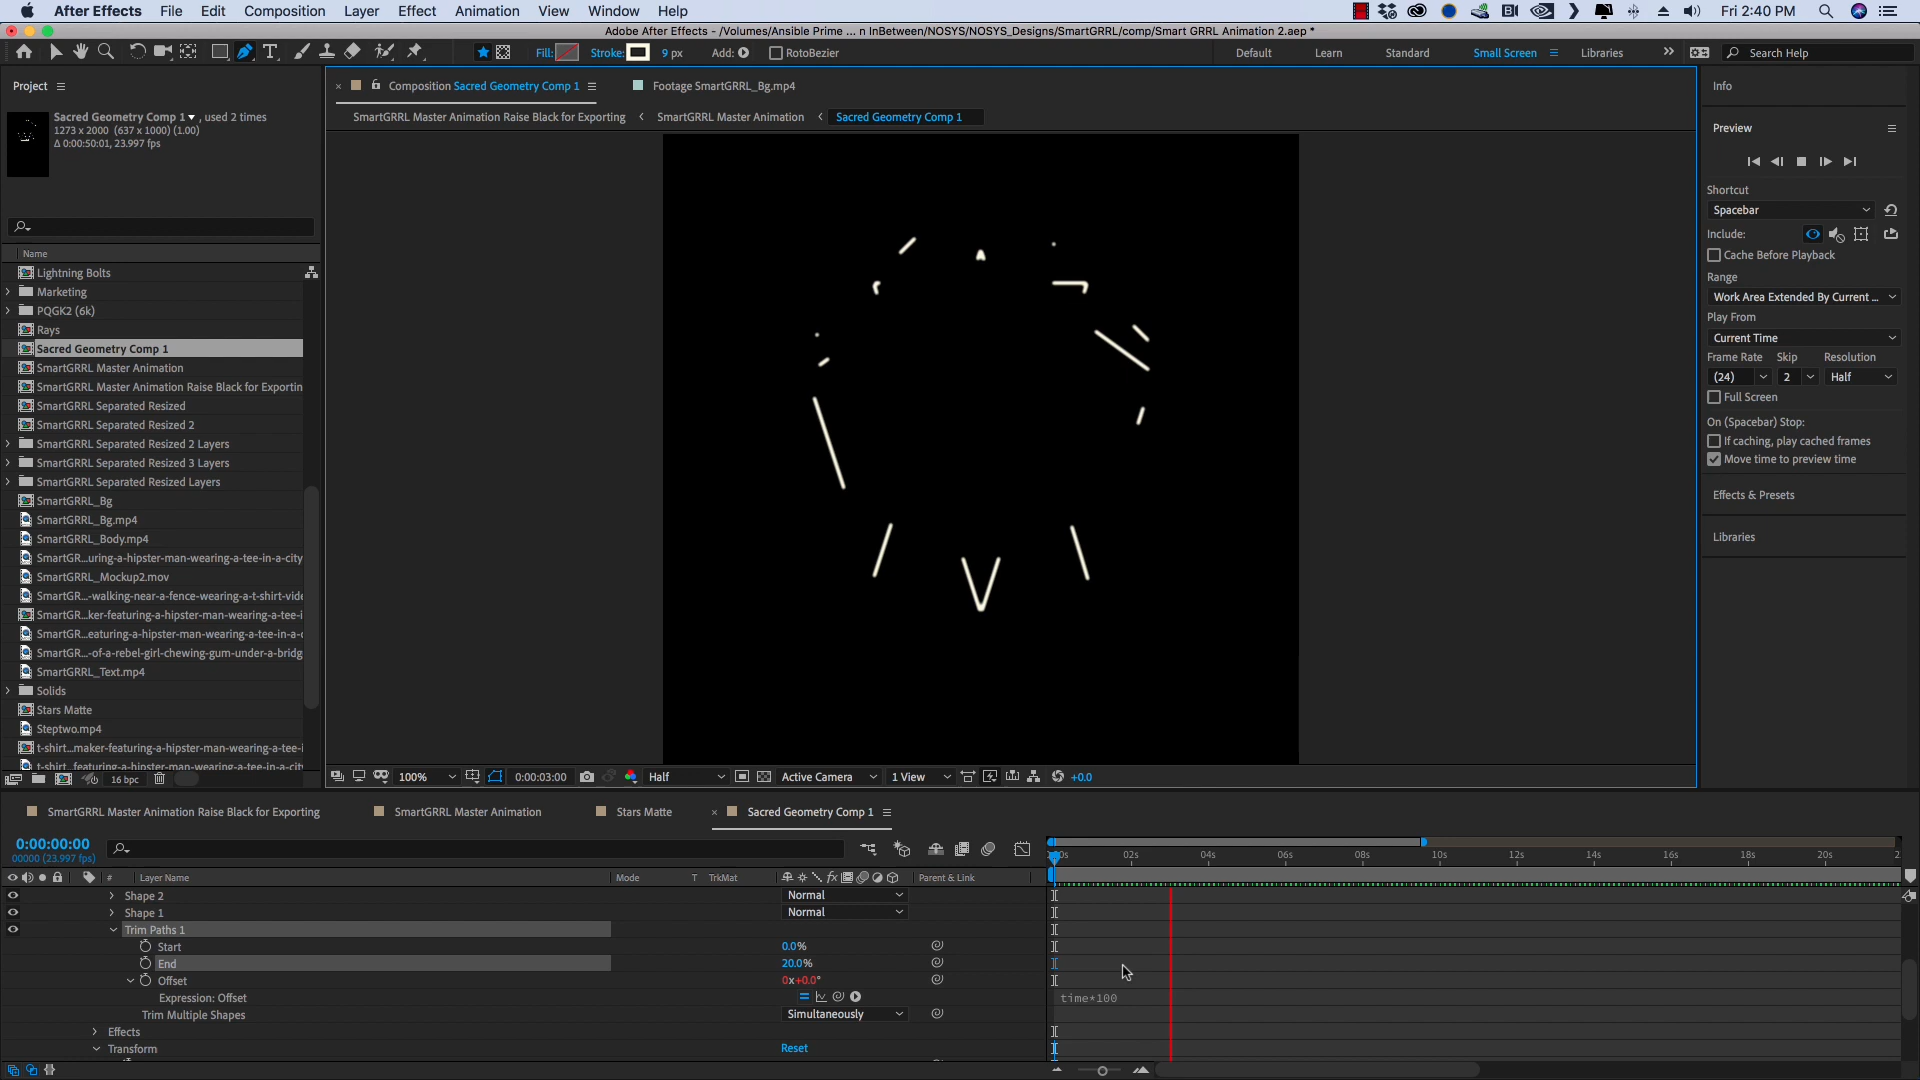 After Effects File Edit Composition Layer Effect Animation View Window Help Fri 2:40 PM
Adobe After Effects - /Volumes/Ansible Prime ... n InBetween/NOSYS/NOSYS_Designs/SmartGRRL/comp/Smart GRRL Animation 2.aep *
Fill: Stroke: 9 px Add: RotoBezier Default Learn Standard Small Screen Libraries Search Help
Project
Composition Sacred Geometry Comp 1
Footage SmartGRRL_Bg.mp4
Info
Sacred Geometry Comp 1 , used 2 times
1273 x 2000 (637 x 1000) (1.00)
Δ 0:00:50:01, 23.997 fps
SmartGRRL Master Animation Raise Black for Exporting
SmartGRRL Master Animation
Sacred Geometry Comp 1
Preview
Shortcut
Spacebar
Include:
Cache Before Playback
Range
Work Area Extended By Current ...
Play From
Current Time
Frame Rate Skip Resolution
(24) 2 Half
Full Screen
On (Spacebar) Stop:
If caching, play cached frames
Move time to preview time
Effects & Presets
Libraries
Name
Lightning Bolts
Marketing
PQGK2 (6k)
Rays
Sacred Geometry Comp 1
SmartGRRL Master Animation
SmartGRRL Master Animation Raise Black for Exportin
SmartGRRL Separated Resized
SmartGRRL Separated Resized 2
SmartGRRL Separated Resized 2 Layers
SmartGRRL Separated Resized 3 Layers
SmartGRRL Separated Resized Layers
SmartGRRL_Bg
SmartGRRL_Bg.mp4
SmartGRRL_Body.mp4
SmartGR...uring-a-hipster-man-wearing-a-tee-in-a-city
SmartGRRL_Mockup2.mov
SmartGR...-walking-near-a-fence-wearing-a-t-shirt-vide
SmartGR...ker-featuring-a-hipster-man-wearing-a-tee-i
SmartGR...eaturing-a-hipster-man-wearing-a-tee-in-a-c
SmartGR...-of-a-rebel-girl-chewing-gum-under-a-bridg
SmartGRRL_Text.mp4
Solids
Stars Matte
Steptwo.mp4
t-shirt...maker-featuring-a-hipster-man-wearing-a-tee-i
t-shirt...featuring-a-hipster-man-wearing-a-tee-in-a-cit
16 bpc
100% 0:00:03:00 Half Active Camera 1 View +0.0
SmartGRRL Master Animation Raise Black for Exporting
SmartGRRL Master Animation
Stars Matte
Sacred Geometry Comp 1
0:00:00:00
00000 (23.997 fps)
0s 02s 04s 06s 08s 10s 12s 14s 16s 18s 20s 2
# Layer Name Mode T TrkMat fx Parent & Link
Shape 2 Normal
Shape 1 Normal
Trim Paths 1
Start 0.0%
End 20.0%
Offset 0x+0.0°
Expression: Offset time*100
Trim Multiple Shapes Simultaneously
Effects
Transform Reset